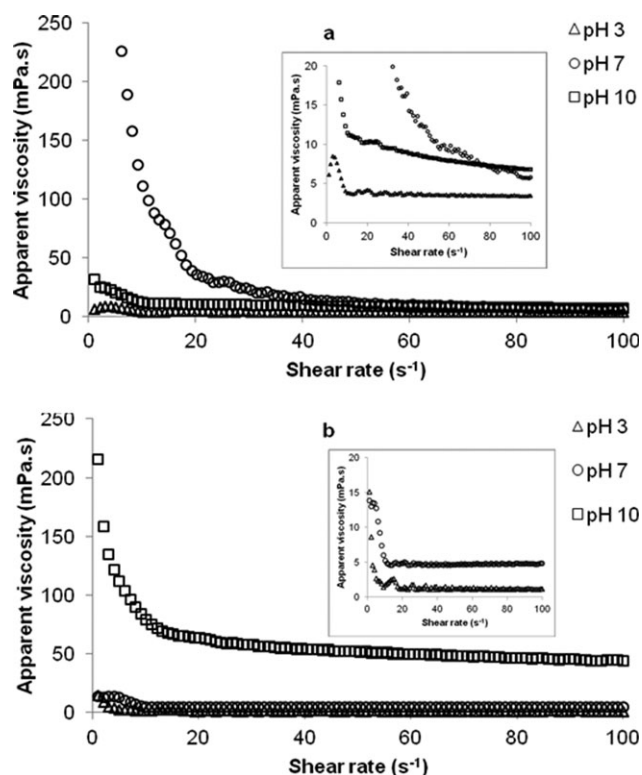 250
200
150
100
50
0
Apparent viscosity (mPa.s)
0 20 40 60 80 100
Shear rate (s-1)
a
20
15
10
5
0
Apparent viscosity (mPa.s)
0 20 40 60 80 100
Shear rate (s-1)
△pH 3
○pH 7
□pH 10
250
200
150
100
50
0
Apparent viscosity (mPa.s)
0 20 40 60 80 100
Shear rate (s-1)
b
20
15
10
5
0
Apparent viscosity (mPa.s)
0 20 40 60 80 100
Shear rate (s-1)
△pH 3
○pH 7
□pH 10